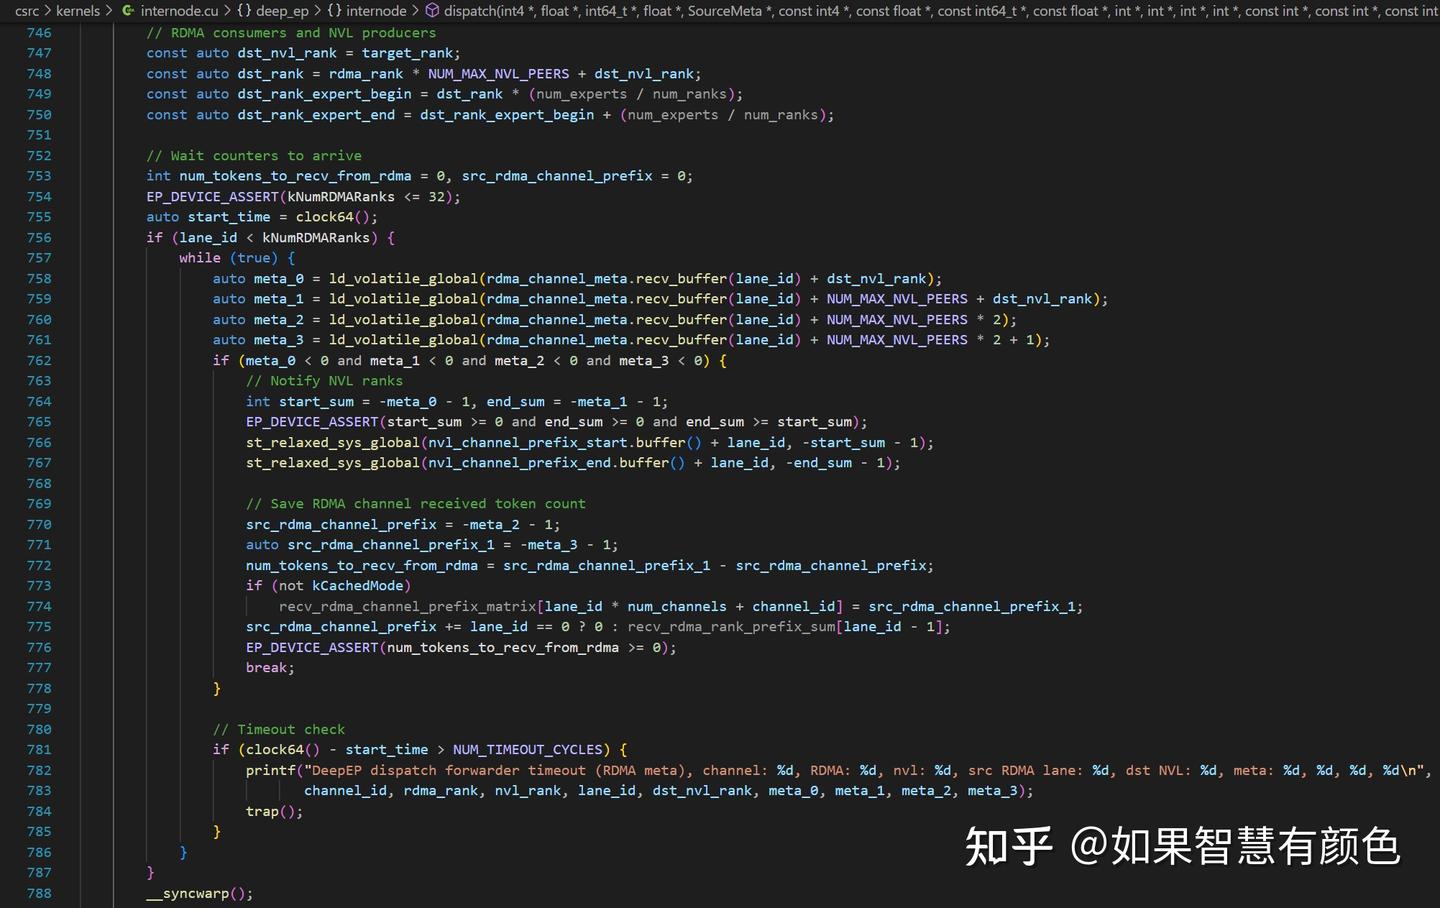 csrc > kernels > internode.cu > {} deep_ep > {} internode > dispatch(int4 *, float *, int64_t *, float *, SourceMeta *, const int4 *, const float *, const int64_t *, const float *, int *, int *, int *, int *, const int *, const int *, const int
746 // RDMA consumers and NVL producers
747 const auto dst_nvl_rank = target_rank;
748 const auto dst_rank = rdma_rank * NUM_MAX_NVL_PEERS + dst_nvl_rank;
749 const auto dst_rank_expert_begin = dst_rank * (num_experts / num_ranks);
750 const auto dst_rank_expert_end = dst_rank_expert_begin + (num_experts / num_ranks);
751
752 // Wait counters to arrive
753 int num_tokens_to_recv_from_rdma = 0, src_rdma_channel_prefix = 0;
754 EP_DEVICE_ASSERT(kNumRDMARanks <= 32);
755 auto start_time = clock64();
756 if (lane_id < kNumRDMARanks) {
757 while (true) {
758 auto meta_0 = ld_volatile_global(rdma_channel_meta.recv_buffer(lane_id) + dst_nvl_rank);
759 auto meta_1 = ld_volatile_global(rdma_channel_meta.recv_buffer(lane_id) + NUM_MAX_NVL_PEERS + dst_nvl_rank);
760 auto meta_2 = ld_volatile_global(rdma_channel_meta.recv_buffer(lane_id) + NUM_MAX_NVL_PEERS * 2);
761 auto meta_3 = ld_volatile_global(rdma_channel_meta.recv_buffer(lane_id) + NUM_MAX_NVL_PEERS * 2 + 1);
762 if (meta_0 < 0 and meta_1 < 0 and meta_2 < 0 and meta_3 < 0) {
763 // Notify NVL ranks
764 int start_sum = -meta_0 - 1, end_sum = -meta_1 - 1;
765 EP_DEVICE_ASSERT(start_sum >= 0 and end_sum >= 0 and end_sum >= start_sum);
766 st_relaxed_sys_global(nvl_channel_prefix_start.buffer() + lane_id, -start_sum - 1);
767 st_relaxed_sys_global(nvl_channel_prefix_end.buffer() + lane_id, -end_sum - 1);
768
769 // Save RDMA channel received token count
770 src_rdma_channel_prefix = -meta_2 - 1;
771 auto src_rdma_channel_prefix_1 = -meta_3 - 1;
772 num_tokens_to_recv_from_rdma = src_rdma_channel_prefix_1 - src_rdma_channel_prefix;
773 if (not kCachedMode)
774 recv_rdma_channel_prefix_matrix[lane_id * num_channels + channel_id] = src_rdma_channel_prefix_1;
775 src_rdma_channel_prefix += lane_id == 0 ? 0 : recv_rdma_rank_prefix_sum[lane_id - 1];
776 EP_DEVICE_ASSERT(num_tokens_to_recv_from_rdma >= 0);
777 break;
778 }
779
780 // Timeout check
781 if (clock64() - start_time > NUM_TIMEOUT_CYCLES) {
782 printf("DeepEP dispatch forwarder timeout (RDMA meta), channel: %d, RDMA: %d, nvl: %d, src RDMA lane: %d, dst NVL: %d, meta: %d, %d, %d, %d\n",
783 channel_id, rdma_rank, nvl_rank, lane_id, dst_nvl_rank, meta_0, meta_1, meta_2, meta_3);
784 trap();
785 }
786 }
787 }
788 __syncwarp();
知乎 @如果智慧有颜色